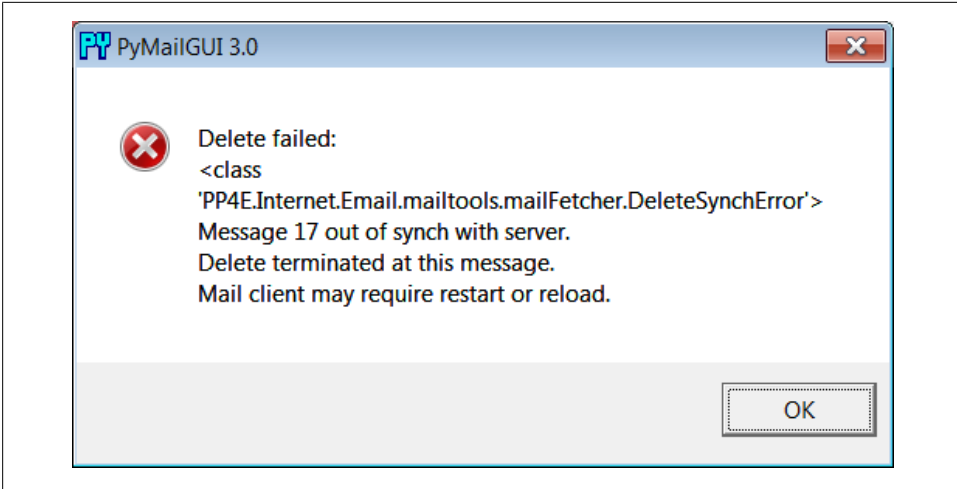 PY PyMailGUI 3.0
Delete failed:
<class
'PP4E.Internet.Email.mailtools.mailFetcher.DeleteSynchError'>
Message 17 out of synch with server.
Delete terminated at this message.
Mail client may require restart or reload.
OK